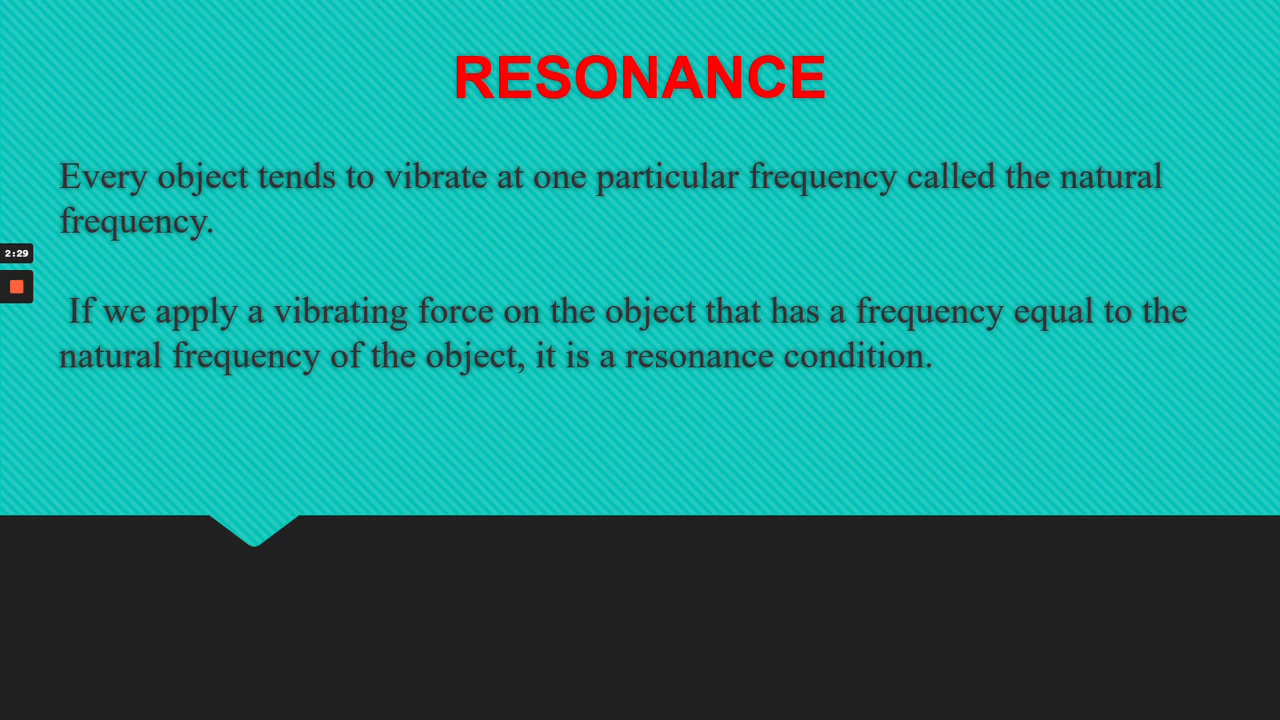 RESONANCE
Every object tends to vibrate at one particular frequency called the natural
frequency.
2:29
If we apply a vibrating force on the object that has a frequency equal to the
natural frequency of the object, it is a resonance condition.